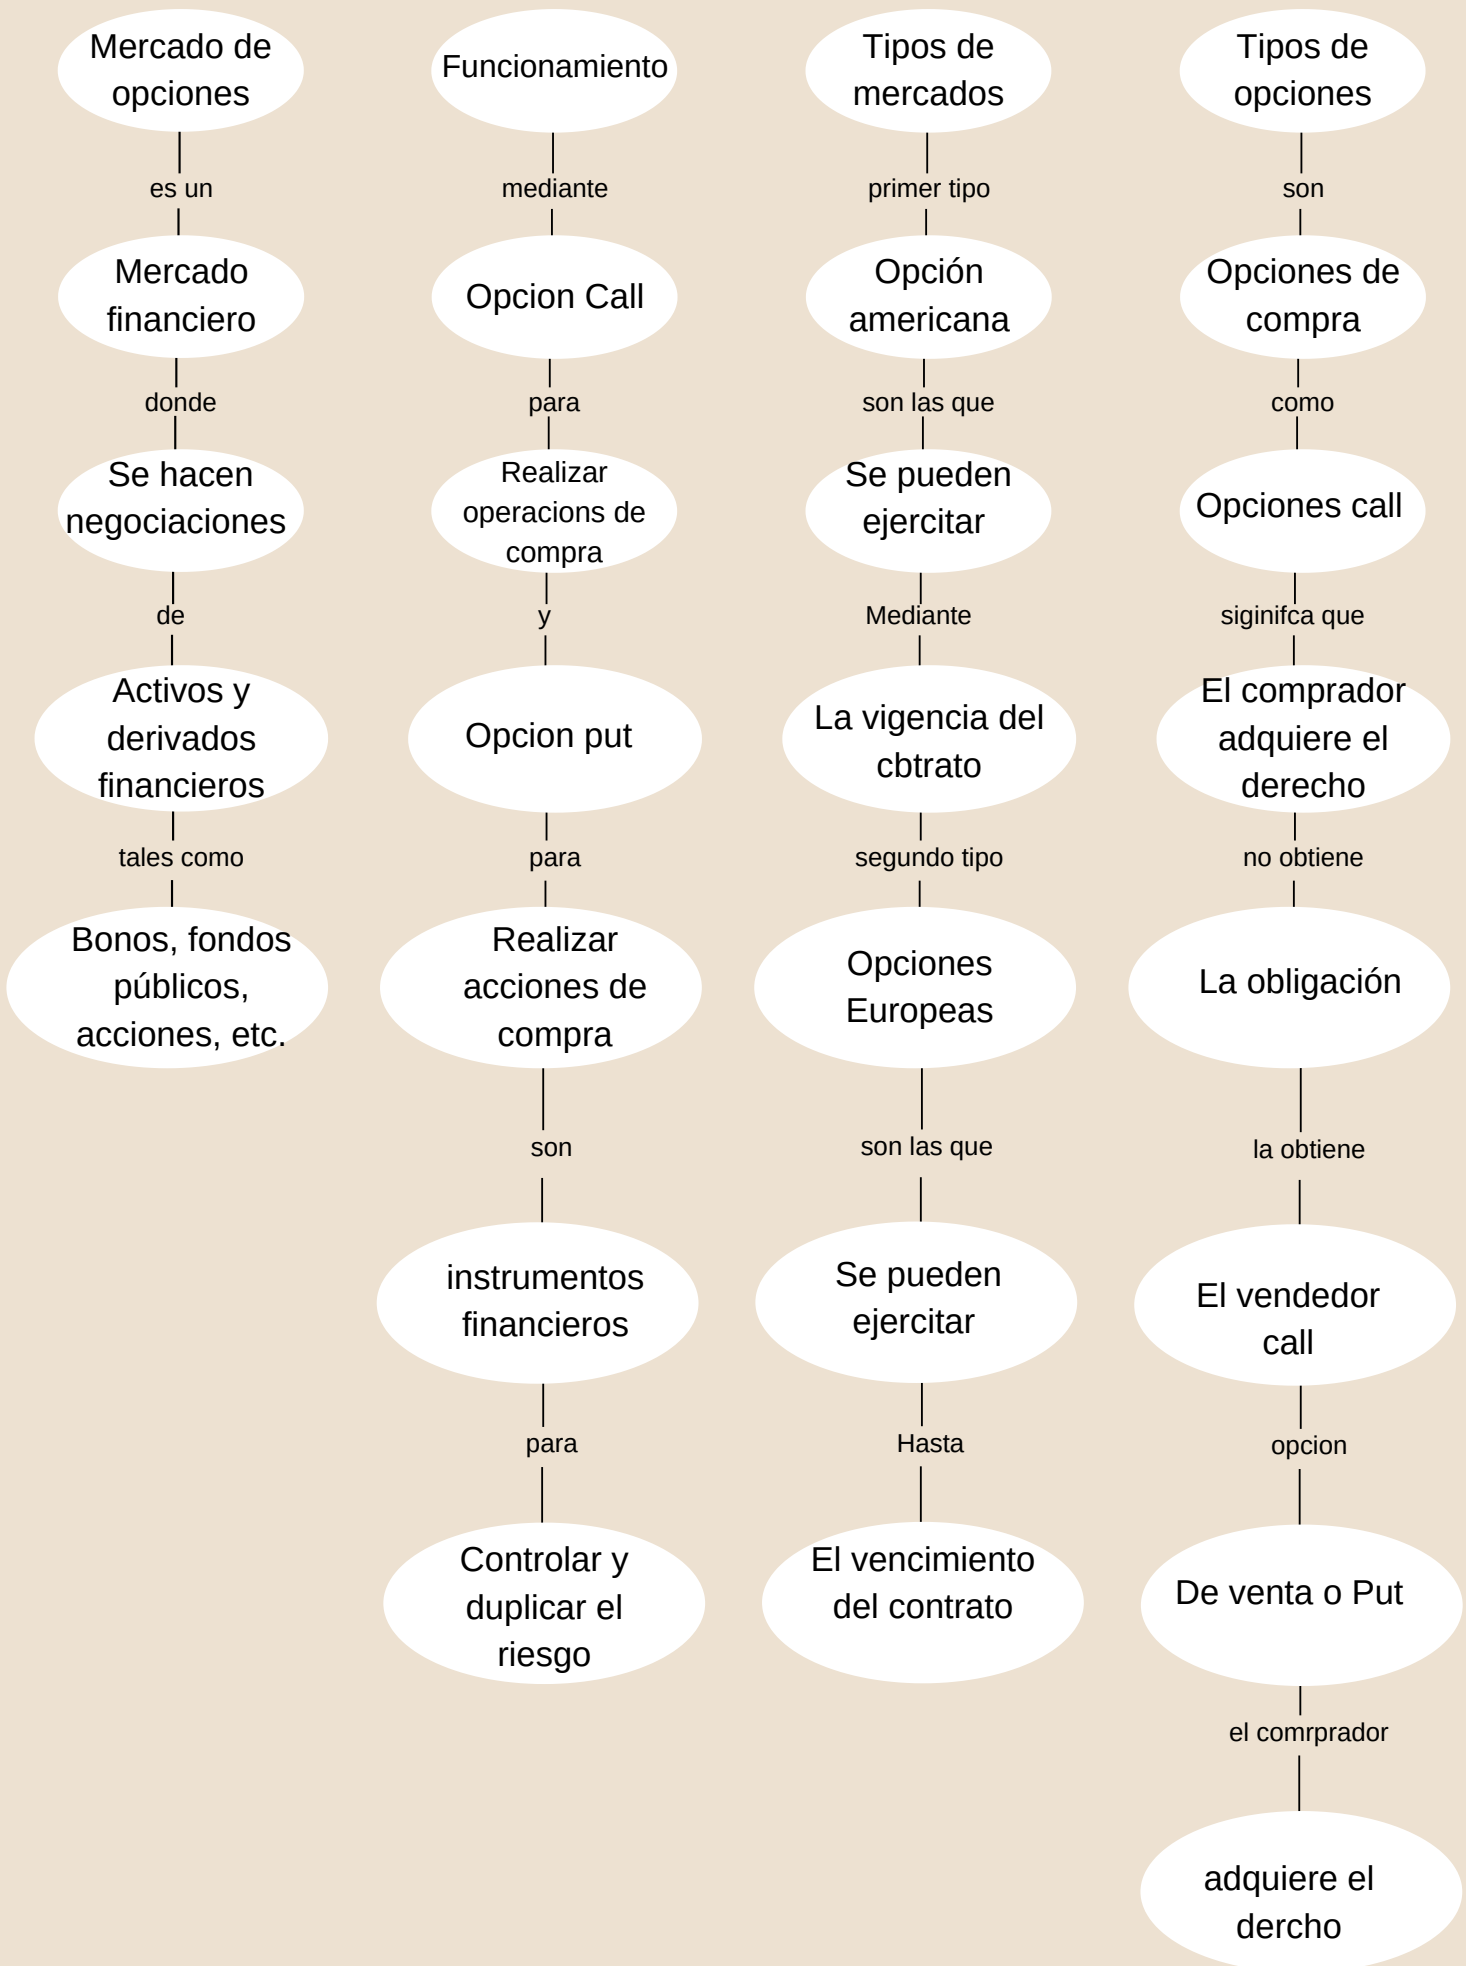 Mercado de
opciones
es un
Mercado
financiero
donde
Se hacen
negociaciones
de
Activos y
derivados
financieros
tales como
Bonos, fondos
públicos,
acciones, etc.
Funcionamiento
mediante
Opcion Call
para
Realizar
operacions de
compra
y
Opcion put
para
Realizar
acciones de
compra
son
instrumentos
financieros
para
Controlar y
duplicar el
riesgo
Tipos de
mercados
primer tipo
Opción
americana
son las que
Se pueden
ejercitar
Mediante
La vigencia del
cbtrato
segundo tipo
Opciones
Europeas
son las que
Se pueden
ejercitar
Hasta
El vencimiento
del contrato
Tipos de
opciones
son
Opciones de
compra
como
Opciones call
siginifca que
El comprador
adquiere el
derecho
no obtiene
La obligación
la obtiene
El vendedor
call
opcion
De venta o Put
el comrprador
adquiere el
dercho